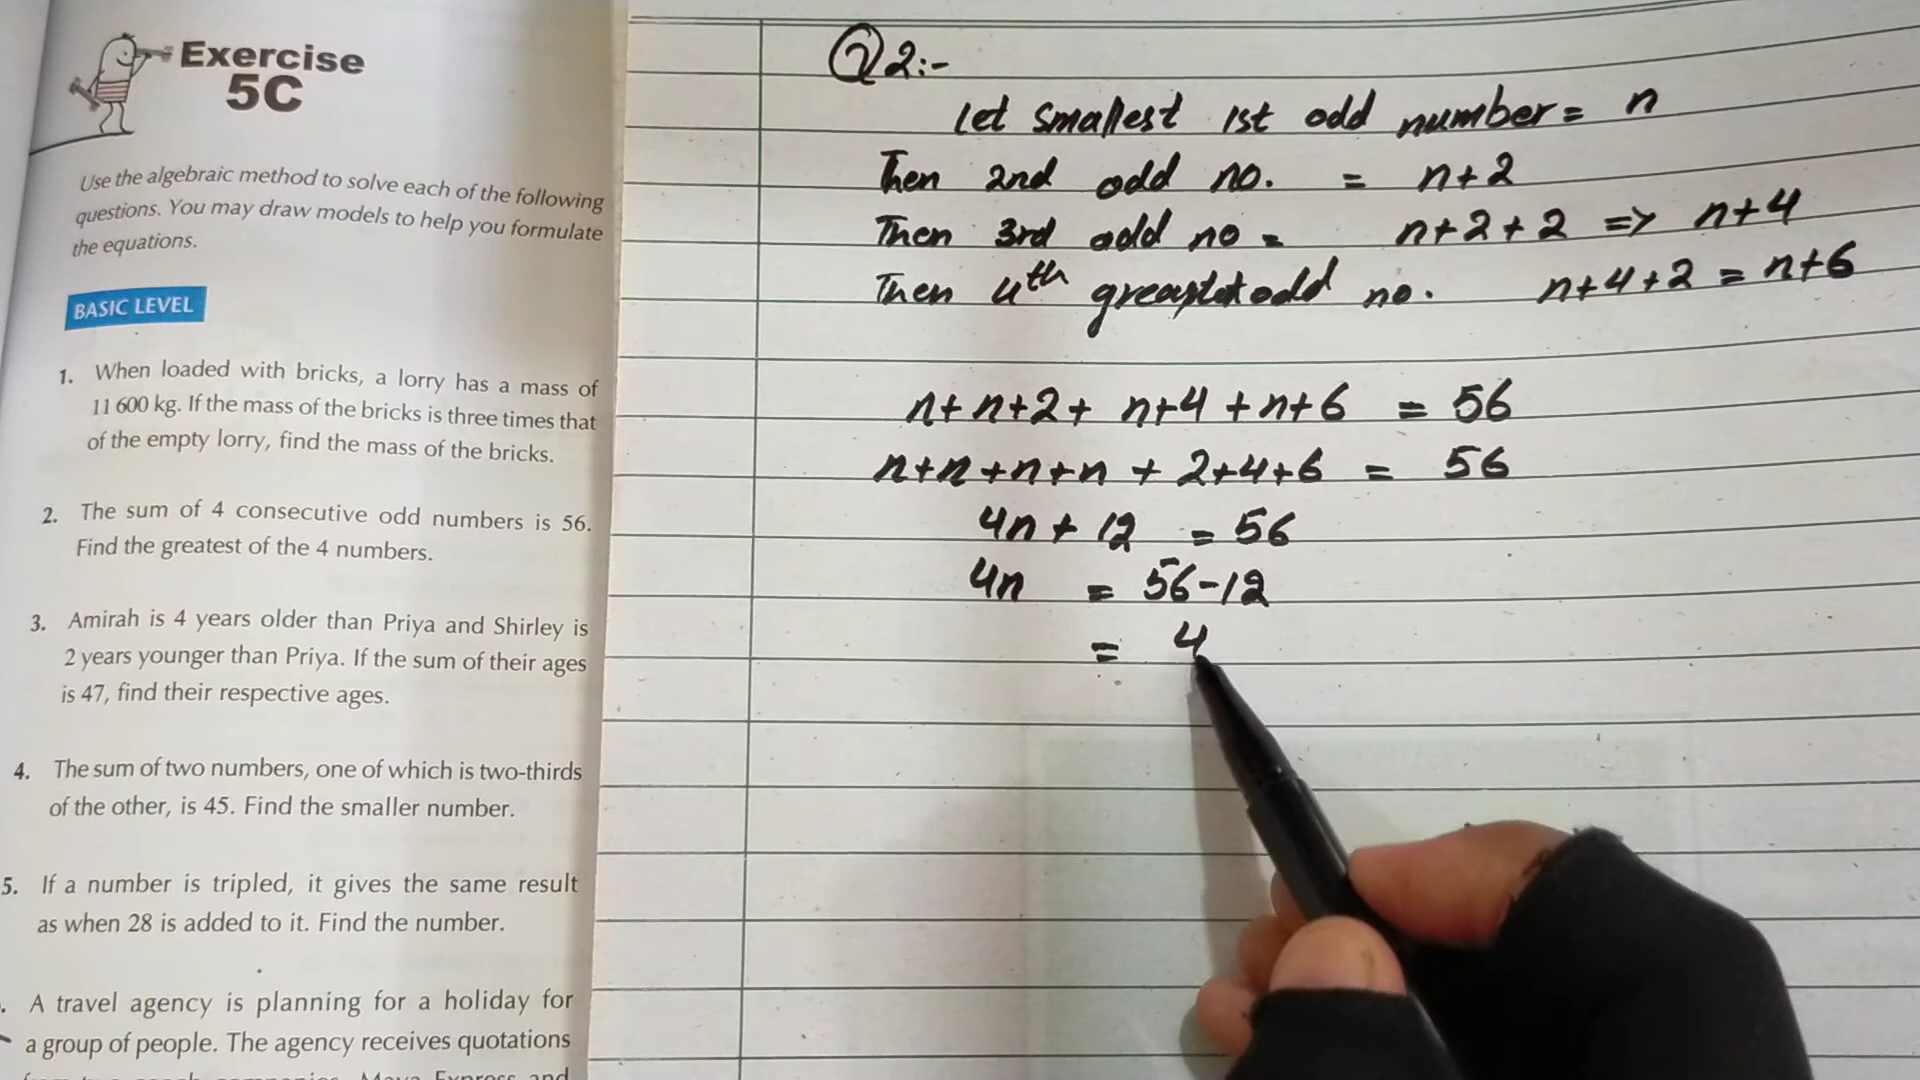 Exercise
5C
Use the algebraic method to solve each of the following
questions. You may draw models to help you formulate
the equations.
BASIC LEVEL
1. When loaded with bricks, a lorry has a mass of
11 600 kg. If the mass of the bricks is three times that
of the empty lorry, find the mass of the bricks.
2. The sum of 4 consecutive odd numbers is 56.
Find the greatest of the 4 numbers.
3. Amirah is 4 years older than Priya and Shirley is
2 years younger than Priya. If the sum of their ages
is 47, find their respective ages.
4. The sum of two numbers, one of which is two-thirds
of the other, is 45. Find the smaller number.
5. If a number is tripled, it gives the same result
as when 28 is added to it. Find the number.
. A travel agency is planning for a holiday for
a group of people. The agency receives quotations
Express and
Q2:-
Let smallest 1st odd number = n
Then 2nd odd no. = n+2
Then 3rd odd no = n+2+2 => n+4
Then 4th odd no. n+4+2 = n+6
n+n+2+ n+4+n+6 = 56
n+n+n+n + 2+4+6 = 56
4n + 12 = 56
4n = 56-12
= 4